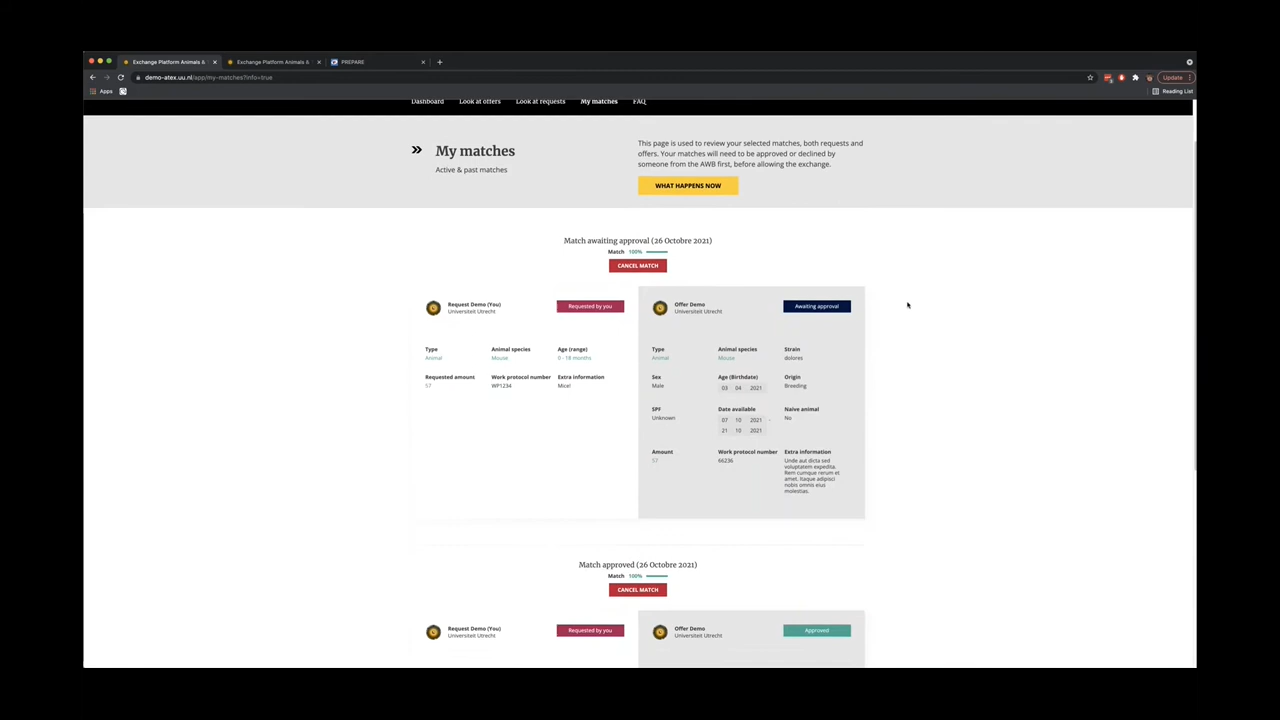 Exchange Platform Animals &
Exchange Platform Animals &
PREPARE
demo-atex.uu.nl/app/my-matches?info=true
Update
Apps
Reading List
Dashboard
Look at offers
Look at requests
My matches
FAQ
My matches
Active & past matches
This page is used to review your selected matches, both requests and
offers. Your matches will need to be approved or declined by
someone from the AWB first, before allowing the exchange.
WHAT HAPPENS NOW
Match awaiting approval (26 Octobre 2021)
Match 100%
CANCEL MATCH
Request Demo (You)
Universiteit Utrecht
Requested by you
Type
Animal species
Age (range)
Animal
Mouse
0 - 18 months
Requested amount
Work protocol number
Extra information
57
WP1234
Mice!
Offer Demo
Universiteit Utrecht
Awaiting approval
Type
Animal species
Strain
Animal
Mouse
dolores
Sex
Age (Birthdate)
Origin
Male
03 04 2021
Breeding
SPF
Date available
Naive animal
Unknown
07 10 2021 -
No
21 10 2021
Amount
Work protocol number
Extra information
57
66236
Unde aut dicta sed
voluptatem expedita.
Rem cumque rerum et
amet. Itaque adipisci
nobis omnis eius
molestias.
Match approved (26 Octobre 2021)
Match 100%
CANCEL MATCH
Request Demo (You)
Universiteit Utrecht
Requested by you
Offer Demo
Universiteit Utrecht
Approved